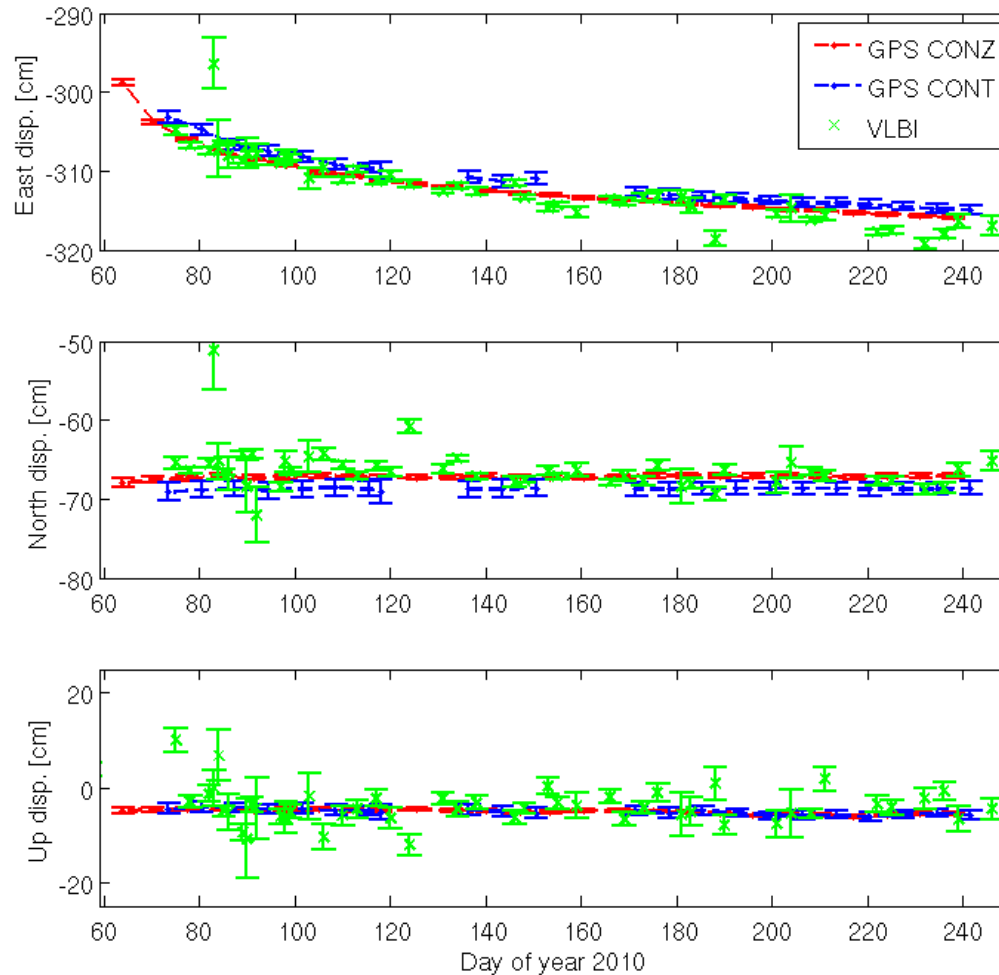 -290
-300
-310
-320
East disp. [cm]
GPS CONZ
GPS CONT
VLBI
60 80 100 120 140 160 180 200 220 240
-50
-60
-70
-80
North disp. [cm]
60 80 100 120 140 160 180 200 220 240
20
0
-20
Up disp. [cm]
60 80 100 120 140 160 180 200 220 240
Day of year 2010